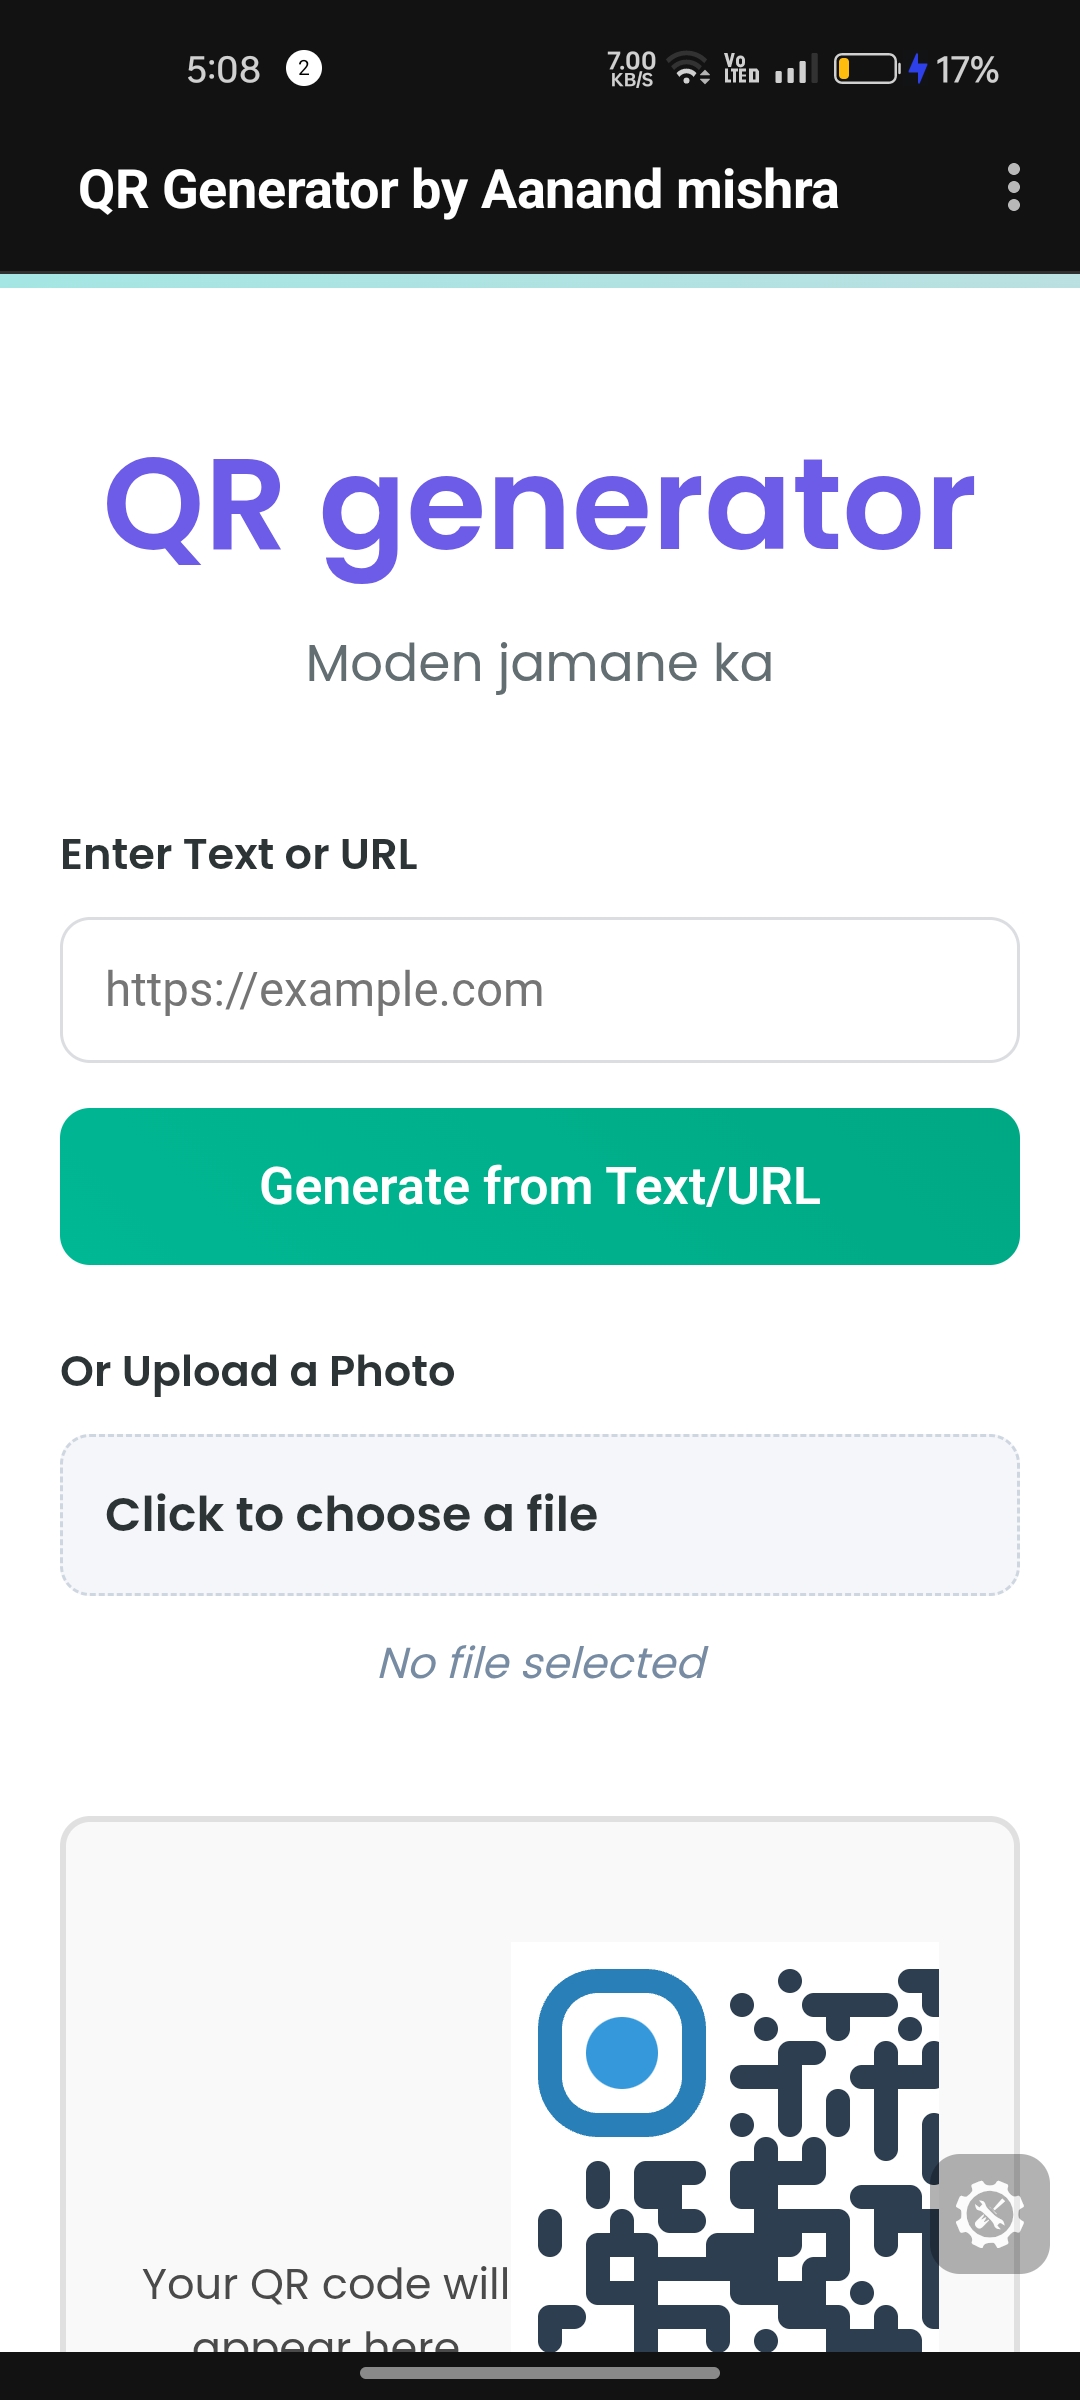 5:08 2 7.00 KB/S Vo LTE D 17%
QR Generator by Aanand mishra
QR generator
Moden jamane ka
Enter Text or URL
https://example.com
Generate from Text/URL
Or Upload a Photo
Click to choose a file
No file selected
Your QR code will
appear here